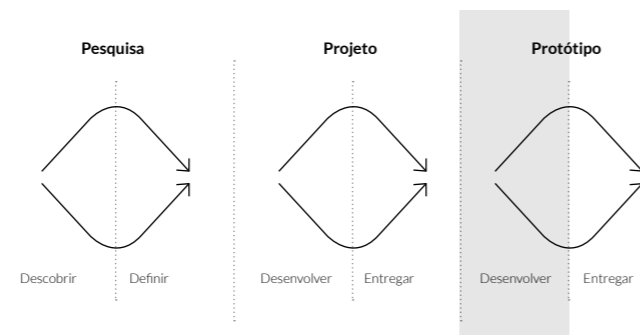 Pesquisa Projeto Protótipo
Descobrir Definir Desenvolver Entregar Desenvolver Entregar